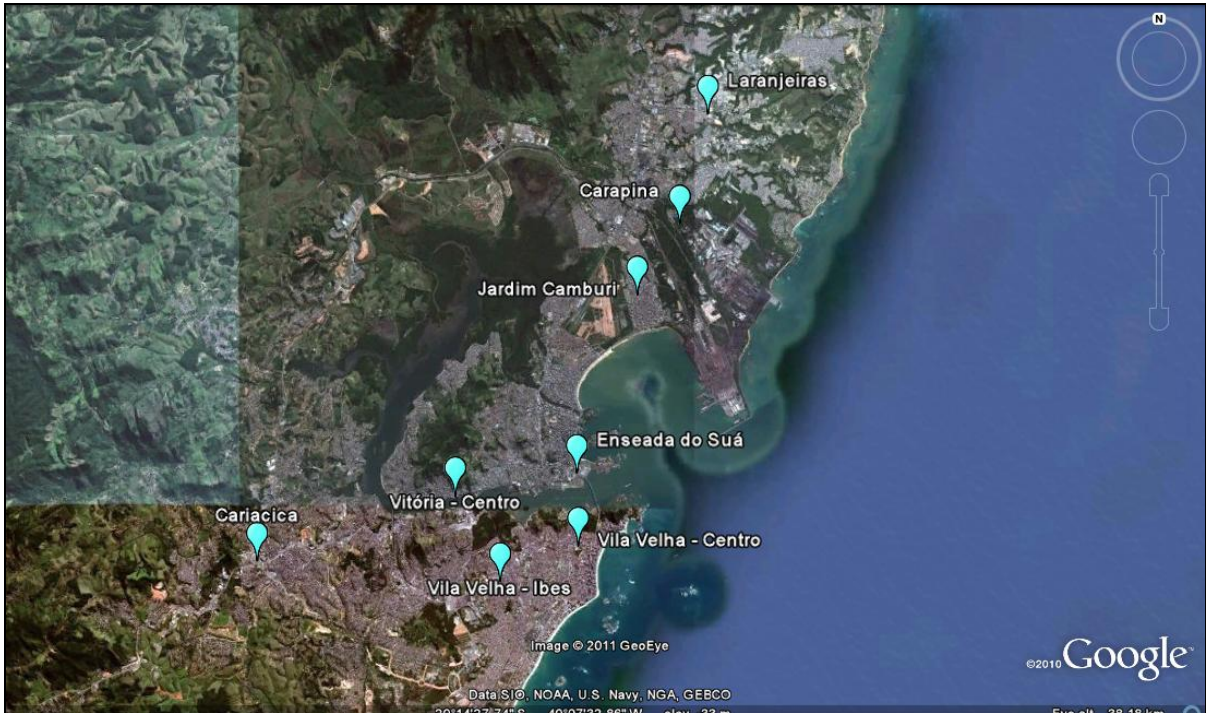 N
Laranjeiras
Carapina
Jardim Camburi
Enseada do Suá
Vitória - Centro
Cariacica
Vila Velha - Centro
Vila Velha - Ibes
Image © 2011 GeoEye
©2010 Google
Data SIO, NOAA, U.S. Navy, NGA, GEBCO